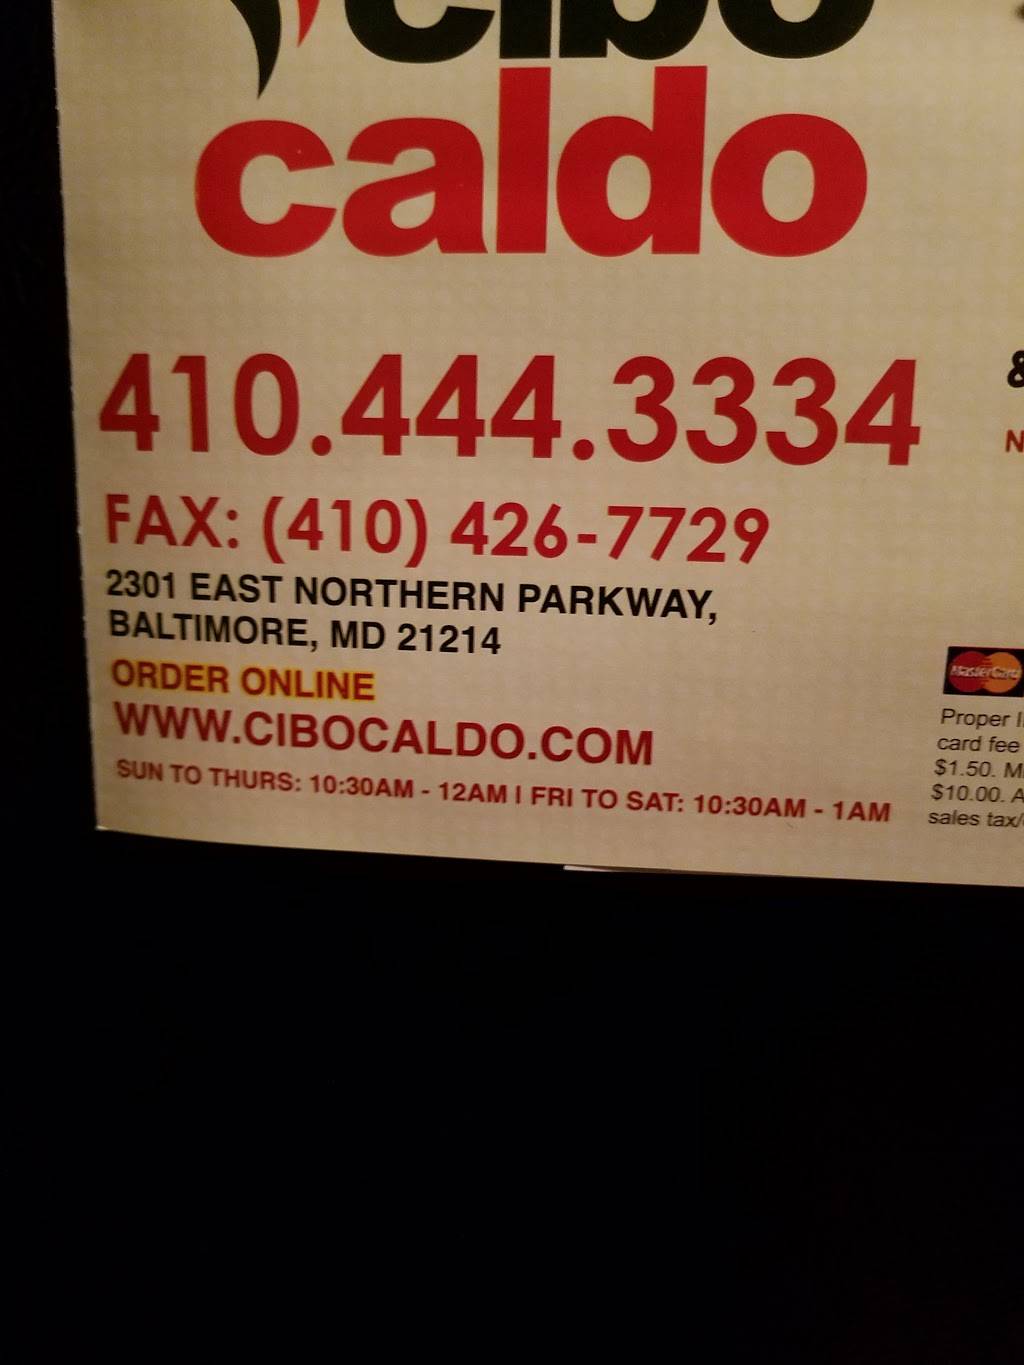 cibo
caldo
410.444.3334
FAX: (410) 426-7729
2301 EAST NORTHERN PARKWAY,
BALTIMORE, MD 21214
ORDER ONLINE
WWW.CIBOCALDO.COM
SUN TO THURS: 10:30AM - 12AM | FRI TO SAT: 10:30AM - 1AM
&
MasterCard
Proper
card fee
$1.50.
$10.00.
sales tax/